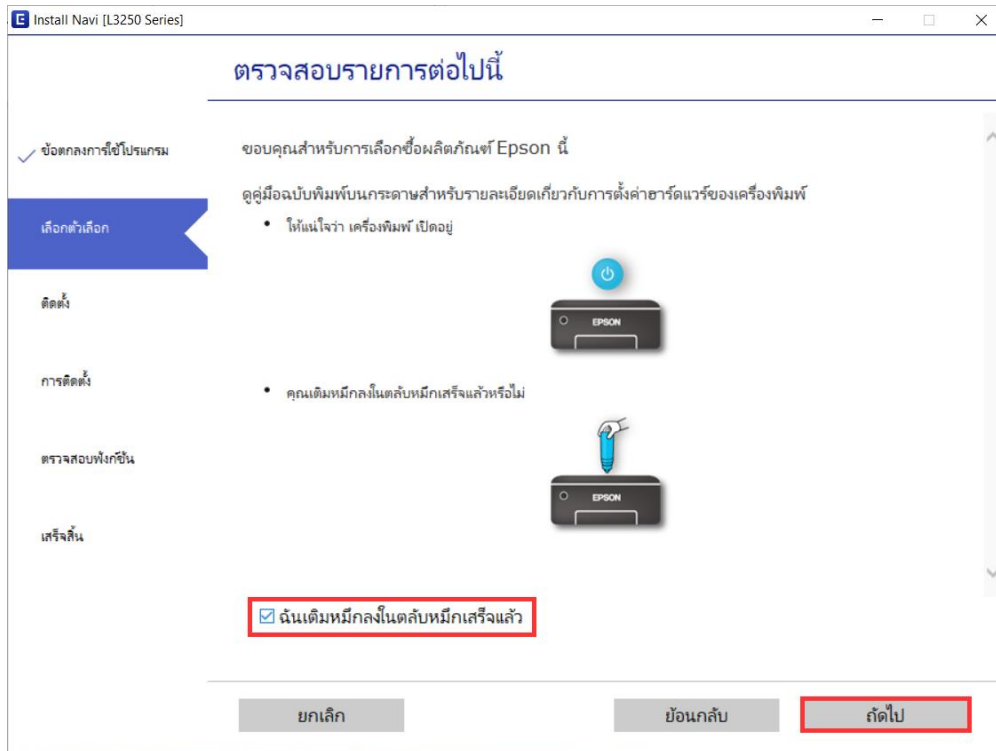 Install Navi [L3250 Series]
ตรวจสอบรายการต่อไปนี้
ข้อตกลงการใช้โปรแกรม
เลือกตัวเลือก
ติดตั้ง
การติดตั้ง
ตรวจสอบฟังก์ชัน
เสร็จสิ้น
ขอบคุณสำหรับการเลือกซื้อผลิตภัณฑ์ Epson นี้
ดูคู่มือฉบับพิมพ์บนกระดาษสำหรับรายละเอียดเกี่ยวกับการตั้งค่าฮาร์ดแวร์ของเครื่องพิมพ์
• ให้แน่ใจว่า เครื่องพิมพ์ เปิดอยู่
EPSON
• คุณเติมหมึกลงในตลับหมึกเสร็จแล้วหรือไม่
EPSON
ฉันเติมหมึกลงในตลับหมึกเสร็จแล้ว
ยกเลิก
ย้อนกลับ
ถัดไป